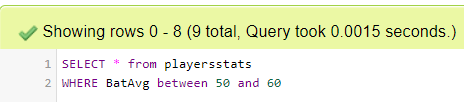 Showing rows 0 - 8 (9 total, Query took 0.0015 seconds.)
1 SELECT * from playersstats
2 WHERE BatAvg between 50 and 60